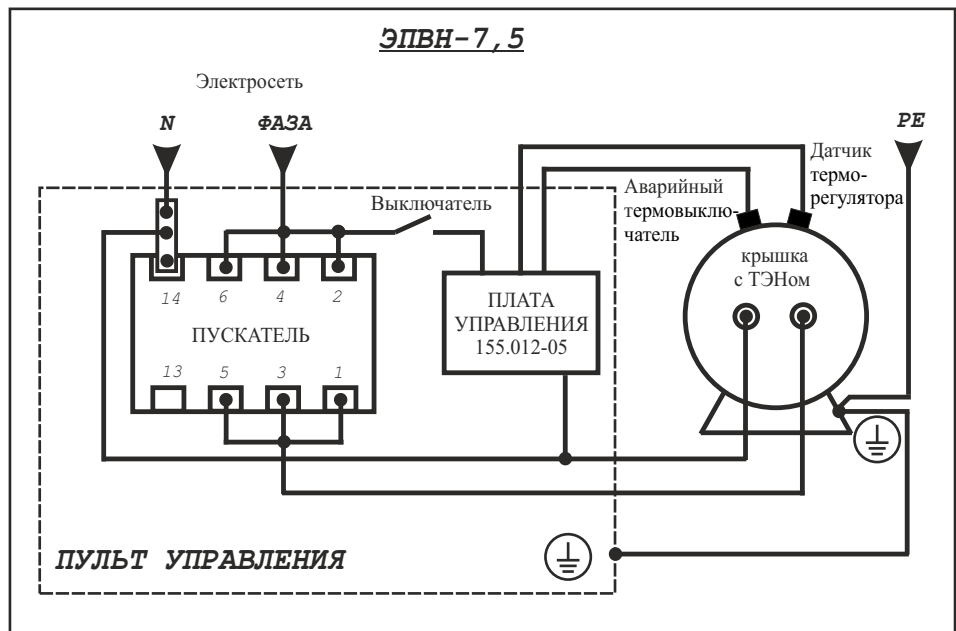 ЭПВН-7,5
Электросеть
N
ФАЗА
PE
Датчик
термо-
регулятора
Аварийный
термовыклю-
чатель
Выключатель
крышка
с ТЭНом
14
6
4
2
ПУСКАТЕЛЬ
13
5
3
1
ПЛАТА
УПРАВЛЕНИЯ
155.012-05
ПУЛЬТ УПРАВЛЕНИЯ